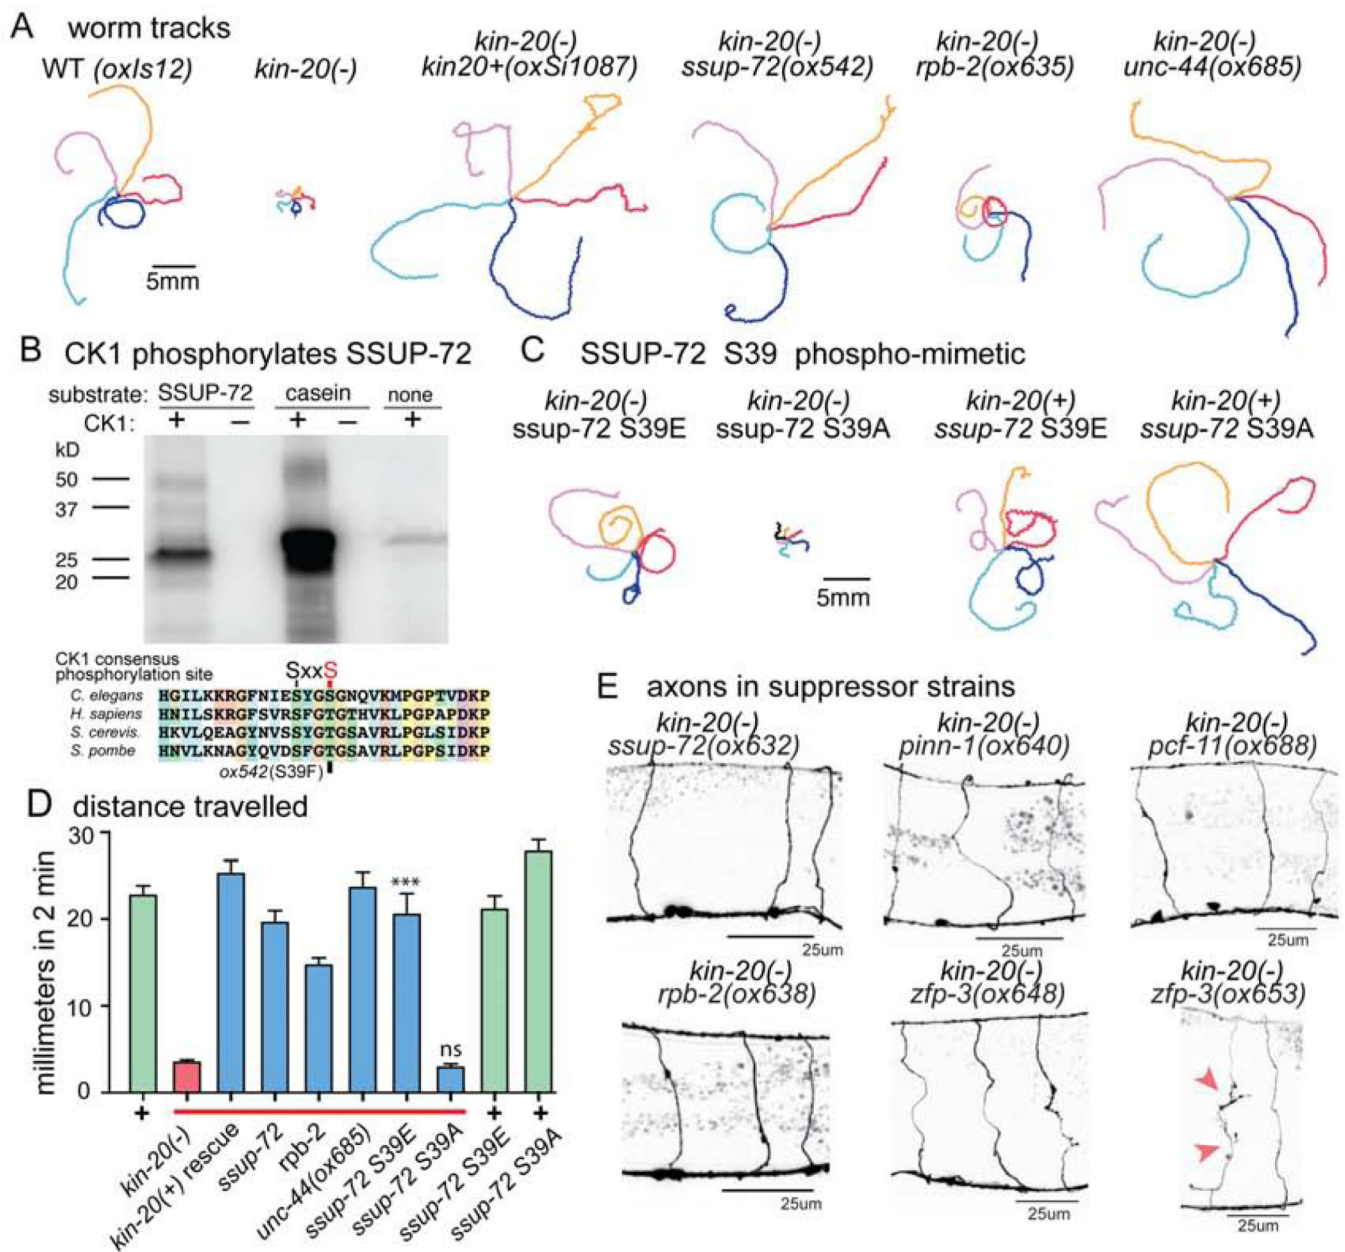 A worm tracks
WT (oxIs12)
kin-20(-)
kin-20(-)
kin20+(oxSi1087)
kin-20(-)
ssup-72(ox542)
kin-20(-)
rpb-2(ox635)
kin-20(-)
unc-44(ox685)
5mm
B CK1 phosphorylates SSUP-72
substrate: SSUP-72 casein none
CK1: + – + – +
kD
50
37
25
20
CK1 consensus
phosphorylation site
SxxS
C. elegans HGILKKRGFNIESYGSGNQVKMPGPTVDKP
H. sapiens HNILSKRGFSVRSFGTGTHVKLPGPAPDKP
S. cerevis. HKVLQEAGYNVSSYGTGSAVRLPGLSIDKP
S. pombe HNVLKNAGYQVDSFGTGSAVRLPGPSIDKP
ox542(S39F)
C SSUP-72 S39 phospho-mimetic
kin-20(-)
ssup-72 S39E
kin-20(-)
ssup-72 S39A
kin-20(+)
ssup-72 S39E
kin-20(+)
ssup-72 S39A
5mm
D distance travelled
millimeters in 2 min
30
20
10
0
***
ns
+
kin-20(-)
kin-20(+) rescue
ssup-72
rpb-2
unc-44(ox685)
ssup-72 S39E
ssup-72 S39A
+
ssup-72 S39E
+
ssup-72 S39A
E axons in suppressor strains
kin-20(-)
ssup-72(ox632)
25um
kin-20(-)
pinn-1(ox640)
25um
kin-20(-)
pcf-11(ox688)
25um
kin-20(-)
rpb-2(ox638)
25um
kin-20(-)
zfp-3(ox648)
25um
kin-20(-)
zfp-3(ox653)
25um